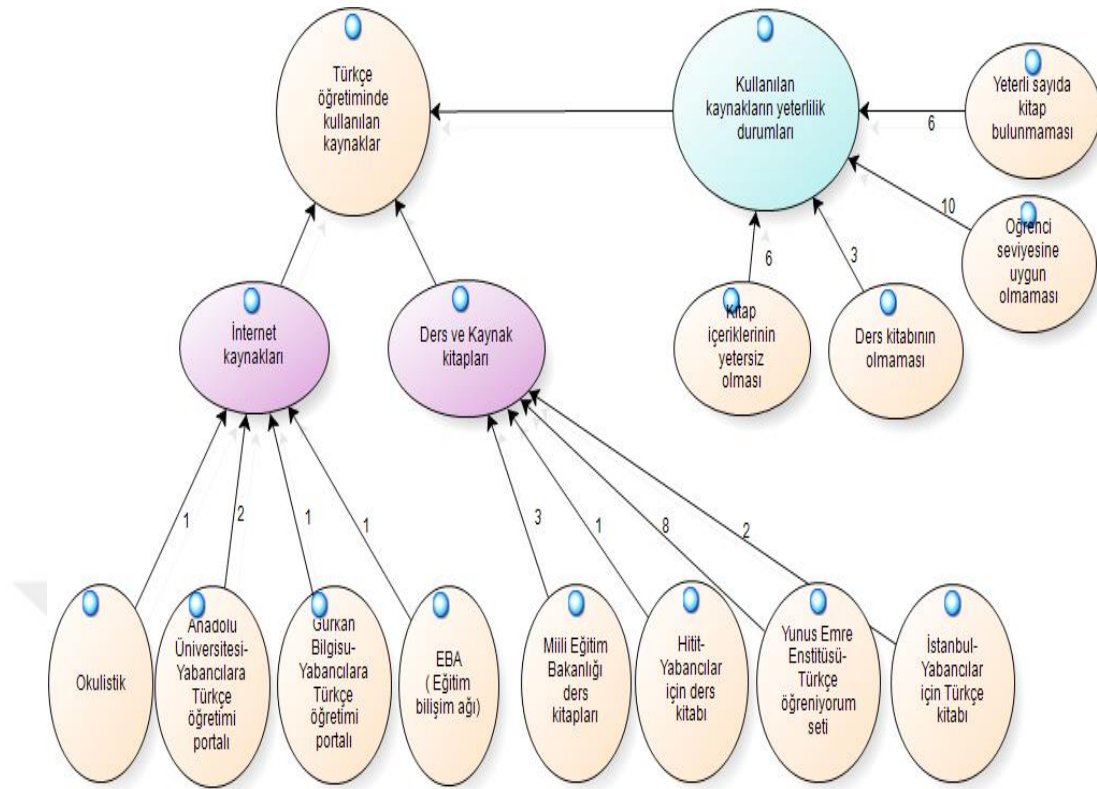 Türkçe
öğretiminde
kullanılan
kaynaklar
Kullanılan
kaynakların yeterlilik
durumları
Yeterli sayıda
kitap
bulunmaması
6
10
Öğrenci
seviyesine
uygun
olmaması
6
3
Kitap
içeriklerinin
yetersiz
olması
Ders kitabının
olmaması
İnternet
kaynakları
Ders ve Kaynak
kitapları
1
2
1
1
3
1
8
2
Okulistik
Anadolu
Üniversitesi-
Yabancılara
Türkçe
öğretimi
portalı
Gürkan
Bilgisu-
Yabancılara
Türkçe
öğretimi
portalı
EBA
( Eğitim
bilişim ağı)
Miili Eğitim
Bakanlığı
ders
kitapları
Hitit-
Yabancılar
için ders
kitabı
Yunus Emre
Enstitüsü-
Türkçe
öğreniyorum
seti
İstanbul-
Yabancılar
için Türkçe
kitabı